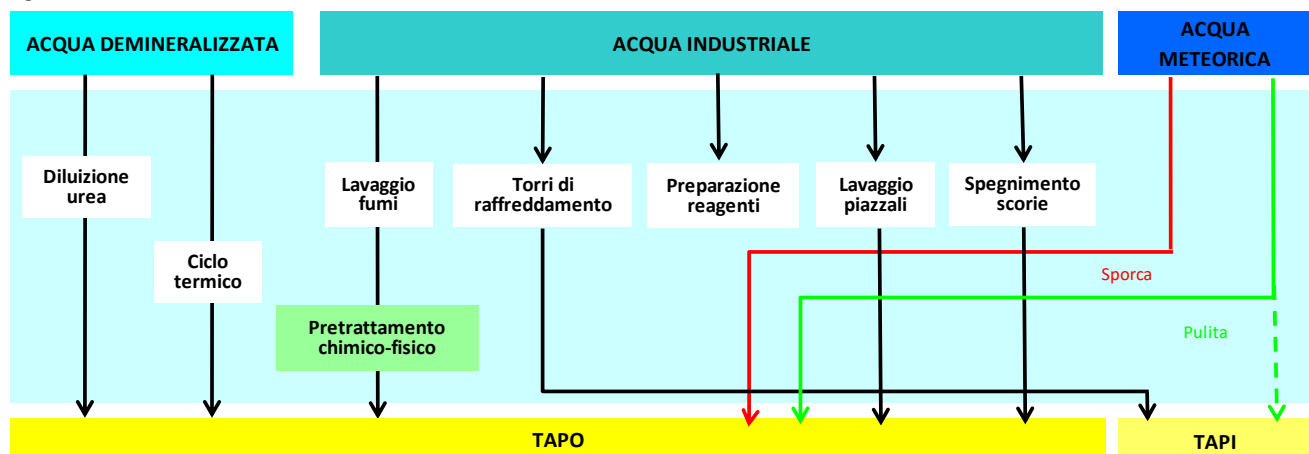 ACQUA DEMINERALIZZATA
ACQUA INDUSTRIALE
ACQUA
METEORICA
Diluizione
urea
Lavaggio
fumi
Torri di
raffreddamento
Preparazione
reagenti
Lavaggio
piazzali
Spegnimento
scorie
Ciclo
termico
Sporca
Pretrattamento
chimico-fisico
Pulita
TAPO
TAPI